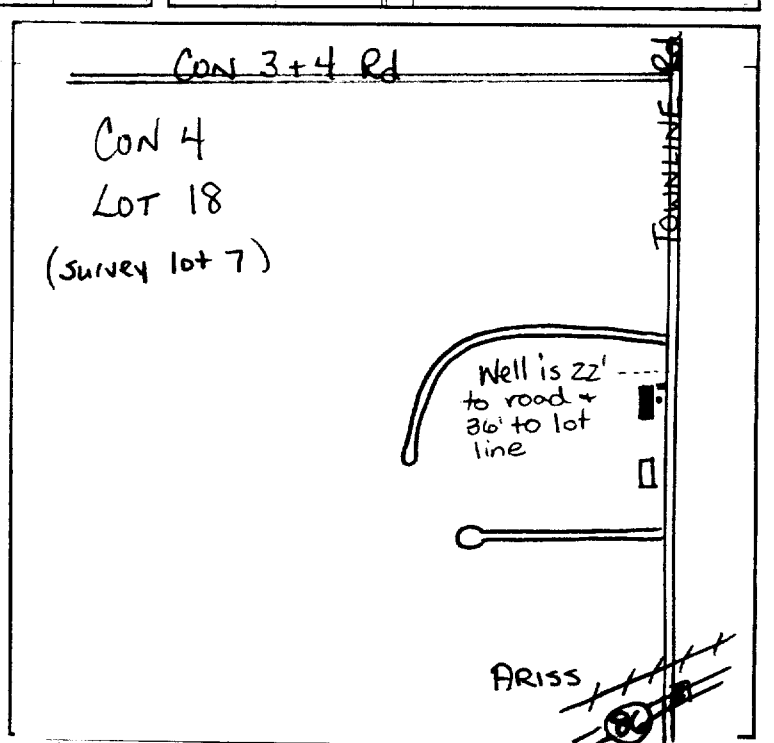 CON 3+4 Rd
TOWNLINE Rd
CON 4
LOT 18
(survey lot 7)
Well is 22'
to road +
36' to lot
line
ARISS
86